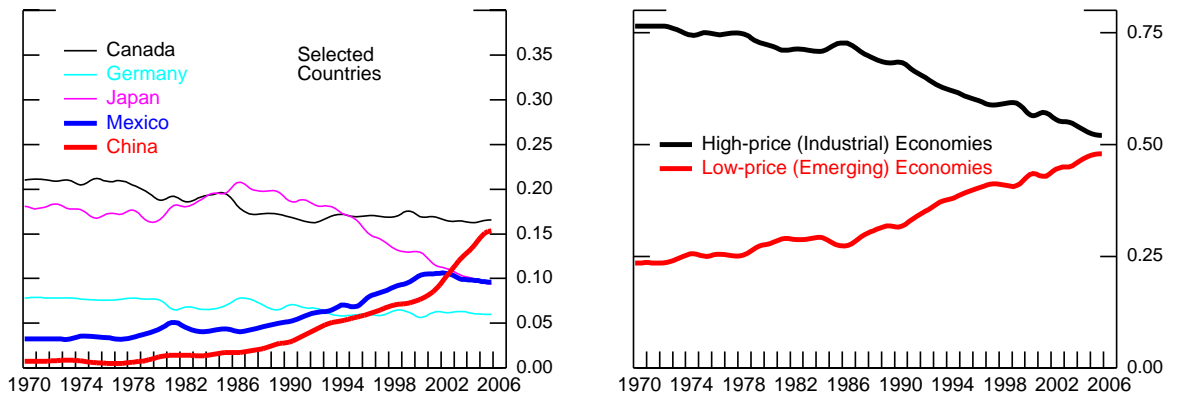 Canada
Germany
Japan
Mexico
China
Selected
Countries
0.35
0.30
0.25
0.20
0.15
0.10
0.05
0.00
1970 1974 1978 1982 1986 1990 1994 1998 2002 2006
High-price (Industrial) Economies
Low-price (Emerging) Economies
0.75
0.50
0.25
0.00
1970 1974 1978 1982 1986 1990 1994 1998 2002 2006